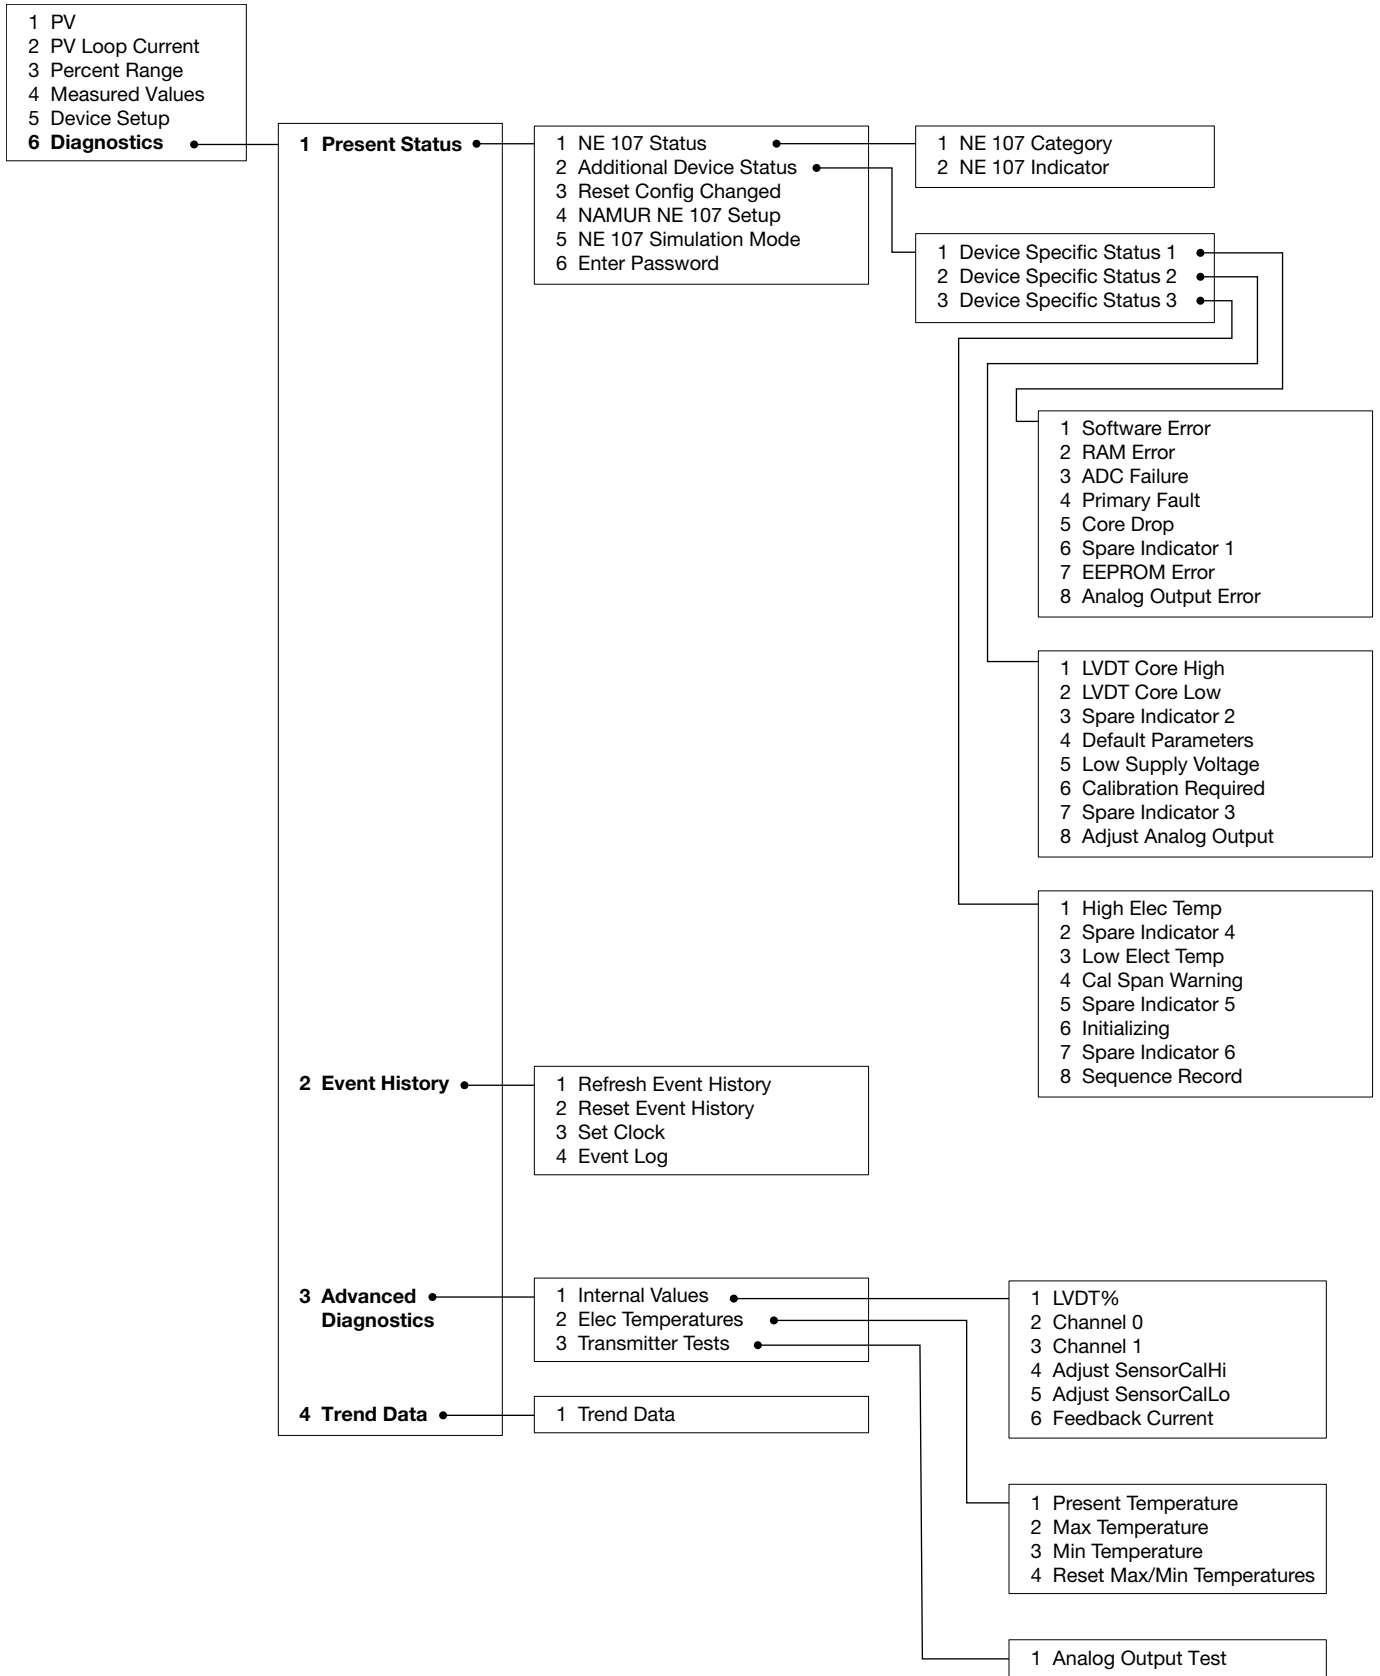 1 PV
2 PV Loop Current
3 Percent Range
4 Measured Values
5 Device Setup
6 Diagnostics
1 Present Status
1 NE 107 Status
2 Additional Device Status
3 Reset Config Changed
4 NAMUR NE 107 Setup
5 NE 107 Simulation Mode
6 Enter Password
1 NE 107 Category
2 NE 107 Indicator
1 Device Specific Status 1
2 Device Specific Status 2
3 Device Specific Status 3
1 Software Error
2 RAM Error
3 ADC Failure
4 Primary Fault
5 Core Drop
6 Spare Indicator 1
7 EEPROM Error
8 Analog Output Error
1 LVDT Core High
2 LVDT Core Low
3 Spare Indicator 2
4 Default Parameters
5 Low Supply Voltage
6 Calibration Required
7 Spare Indicator 3
8 Adjust Analog Output
1 High Elec Temp
2 Spare Indicator 4
3 Low Elect Temp
4 Cal Span Warning
5 Spare Indicator 5
6 Initializing
7 Spare Indicator 6
8 Sequence Record
2 Event History
1 Refresh Event History
2 Reset Event History
3 Set Clock
4 Event Log
3 Advanced
Diagnostics
1 Internal Values
2 Elec Temperatures
3 Transmitter Tests
1 LVDT%
2 Channel 0
3 Channel 1
4 Adjust SensorCalHi
5 Adjust SensorCalLo
6 Feedback Current
4 Trend Data
1 Trend Data
1 Present Temperature
2 Max Temperature
3 Min Temperature
4 Reset Max/Min Temperatures
1 Analog Output Test